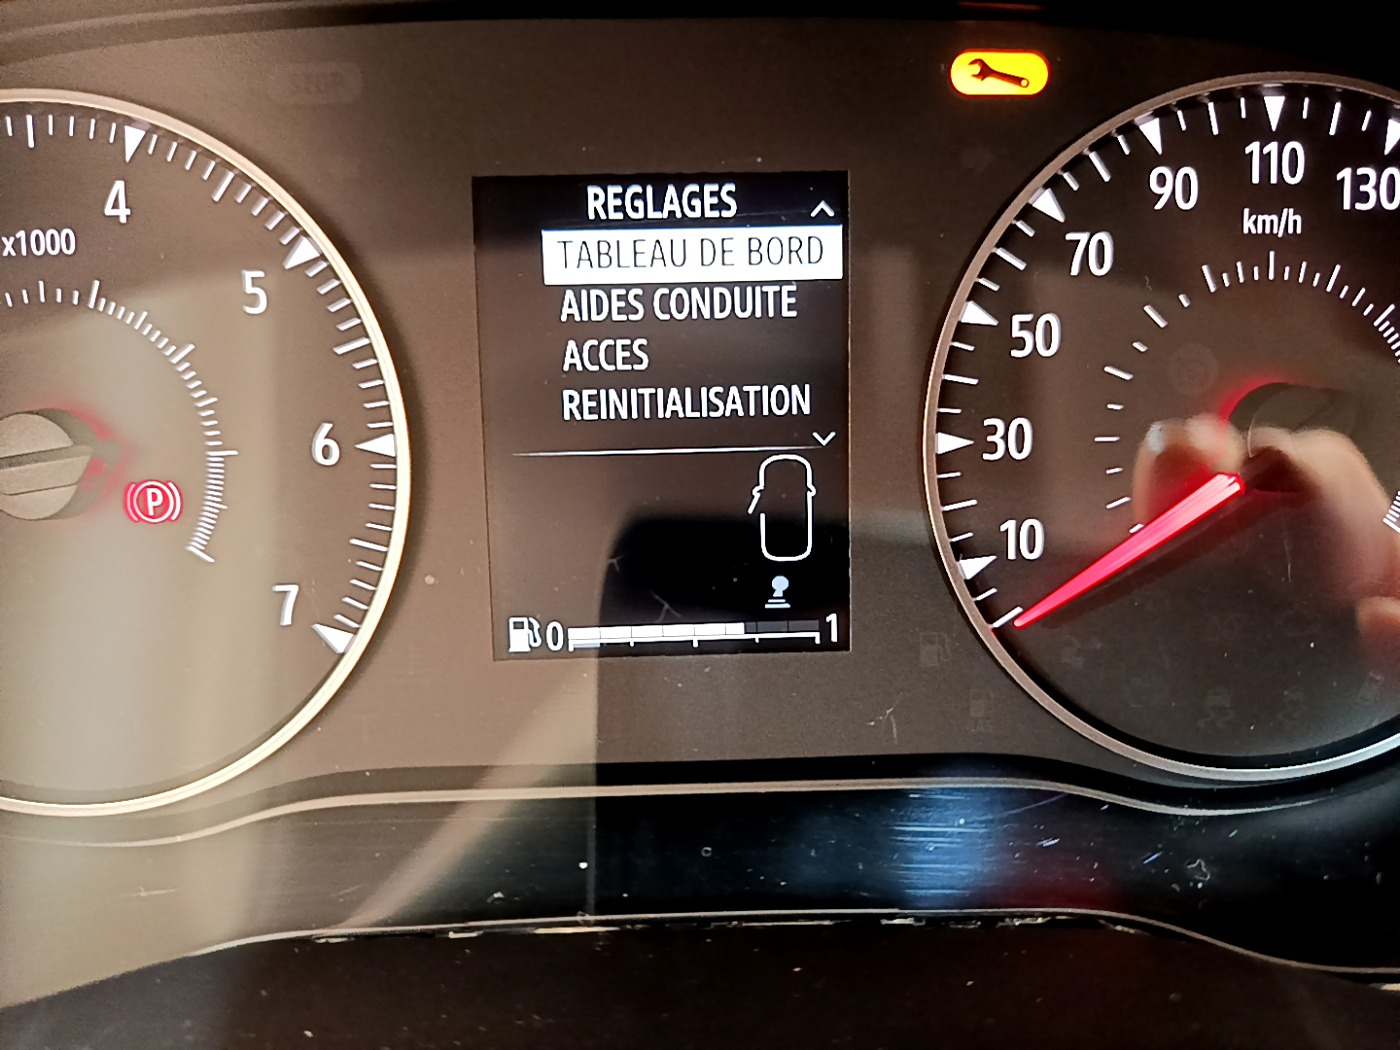 STOP
4
x1000
5
6
7
P
REGLAGES
TABLEAU DE BORD
AIDES CONDUITE
ACCES
REINITIALISATION
0
1
10
30
50
70
90
110
130
km/h